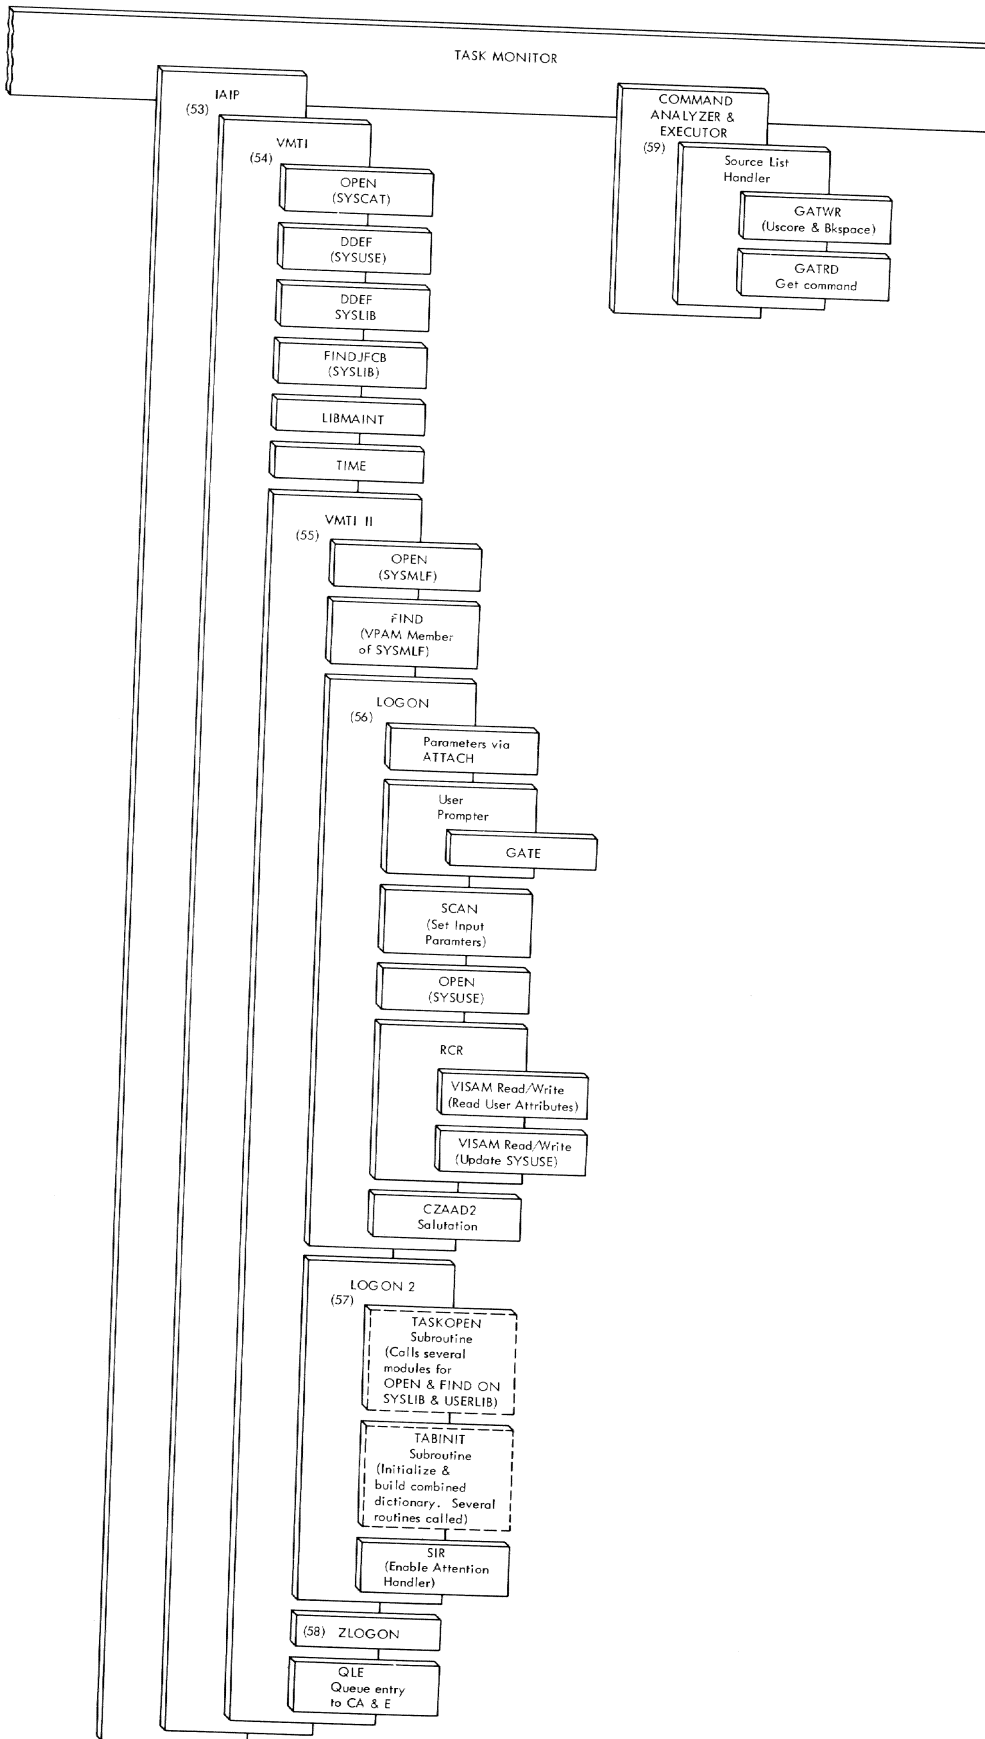 TASK MONITOR
IAIP
(53)
VMTI
(54)
OPEN
(SYSCAT)
DDEF
(SYSUSE)
DDEF
SYSLIB
FINDJFCB
(SYSLIB)
LIBMAINT
TIME
VMTI II
(55)
OPEN
(SYSMLF)
FIND
(VPAM Member
of SYSMLF)
LOGON
(56)
Parameters via
ATTACH
User
Prompter
GATE
SCAN
(Set Input
Paramters)
OPEN
(SYSUSE)
RCR
VISAM Read/Write
(Read User Attributes)
VISAM Read/Write
(Update SYSUSE)
CZAAD2
Salutation
LOGON 2
(57)
TASKOPEN
Subroutine
(Calls several
modules for
OPEN & FIND ON
SYSLIB & USERLIB)
TABINIT
Subroutine
(Initialize &
build combined
dictionary. Several
routines called)
SIR
(Enable Attention
Handler)
(58) ZLOGON
QLE
Queue entry
to CA & E
COMMAND
ANALYZER &
EXECUTOR
(59)
Source List
Handler
GATWR
(Uscore & Bkspace)
GATRD
Get command